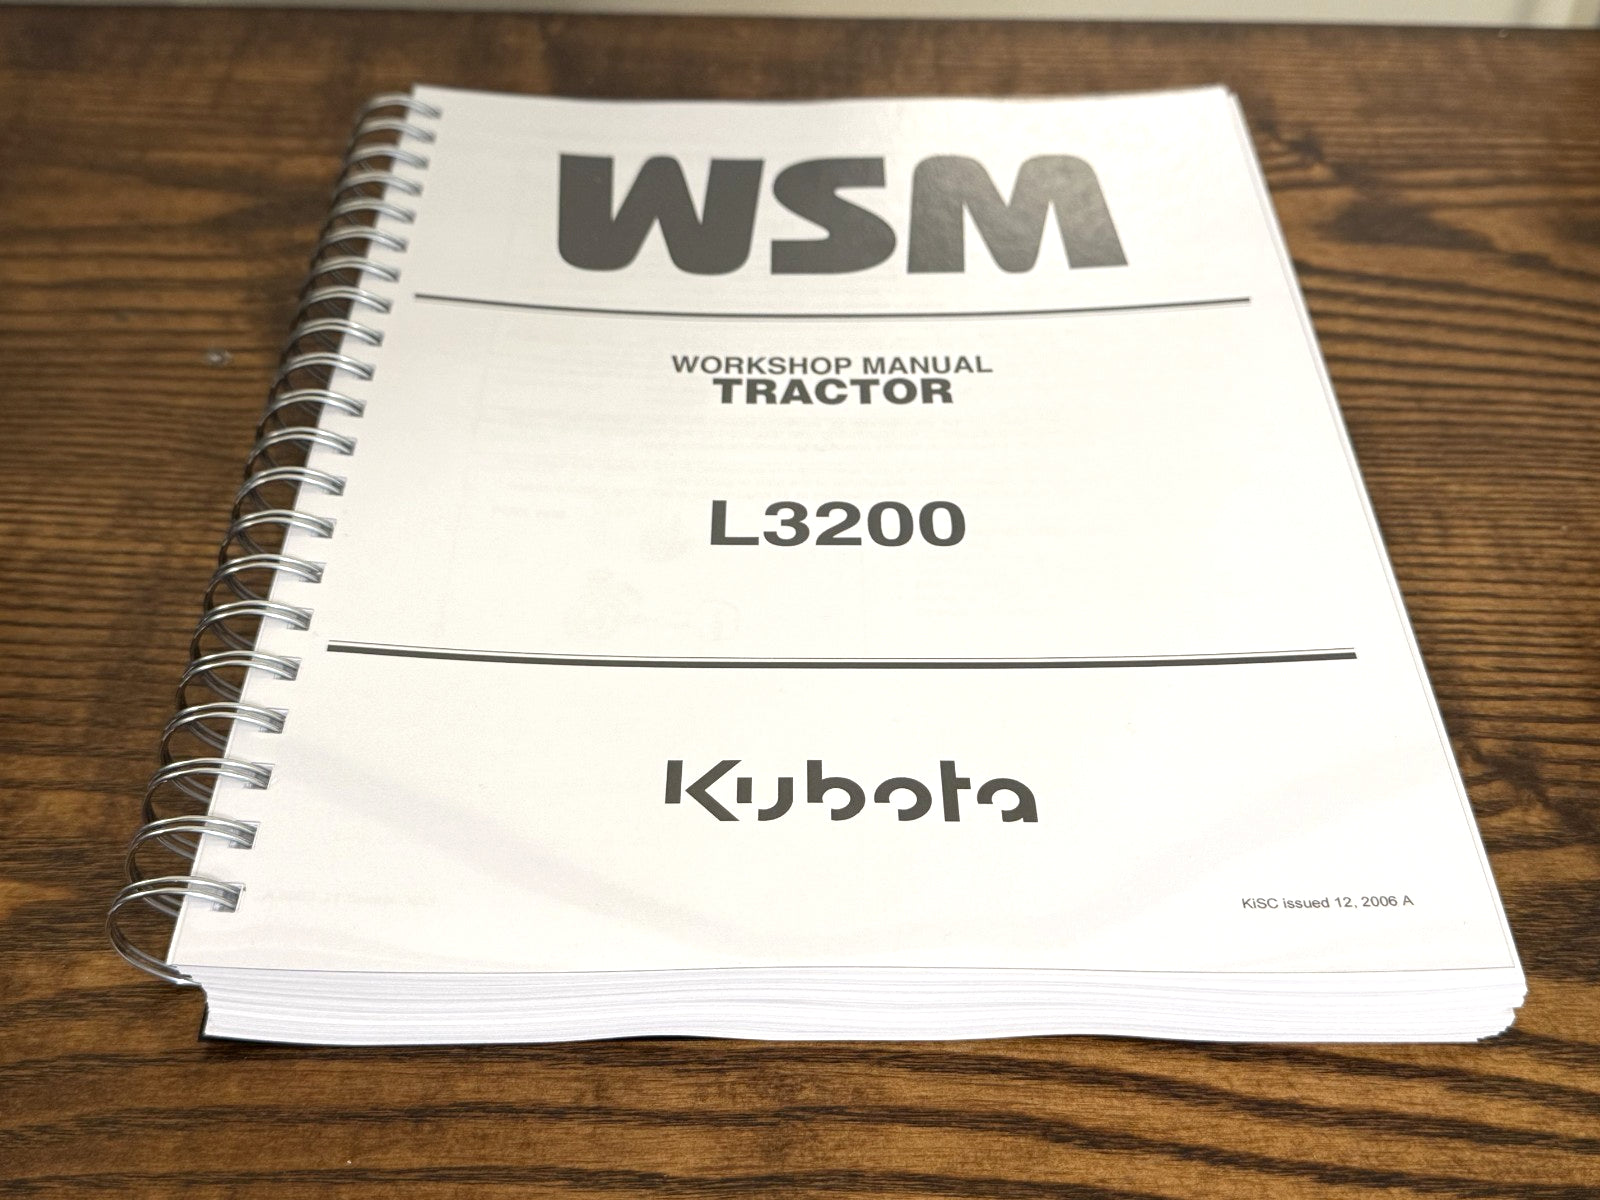 WSM
WORKSHOP MANUAL
TRACTOR
L3200
Kubota
KiSC issued 12, 2006 A